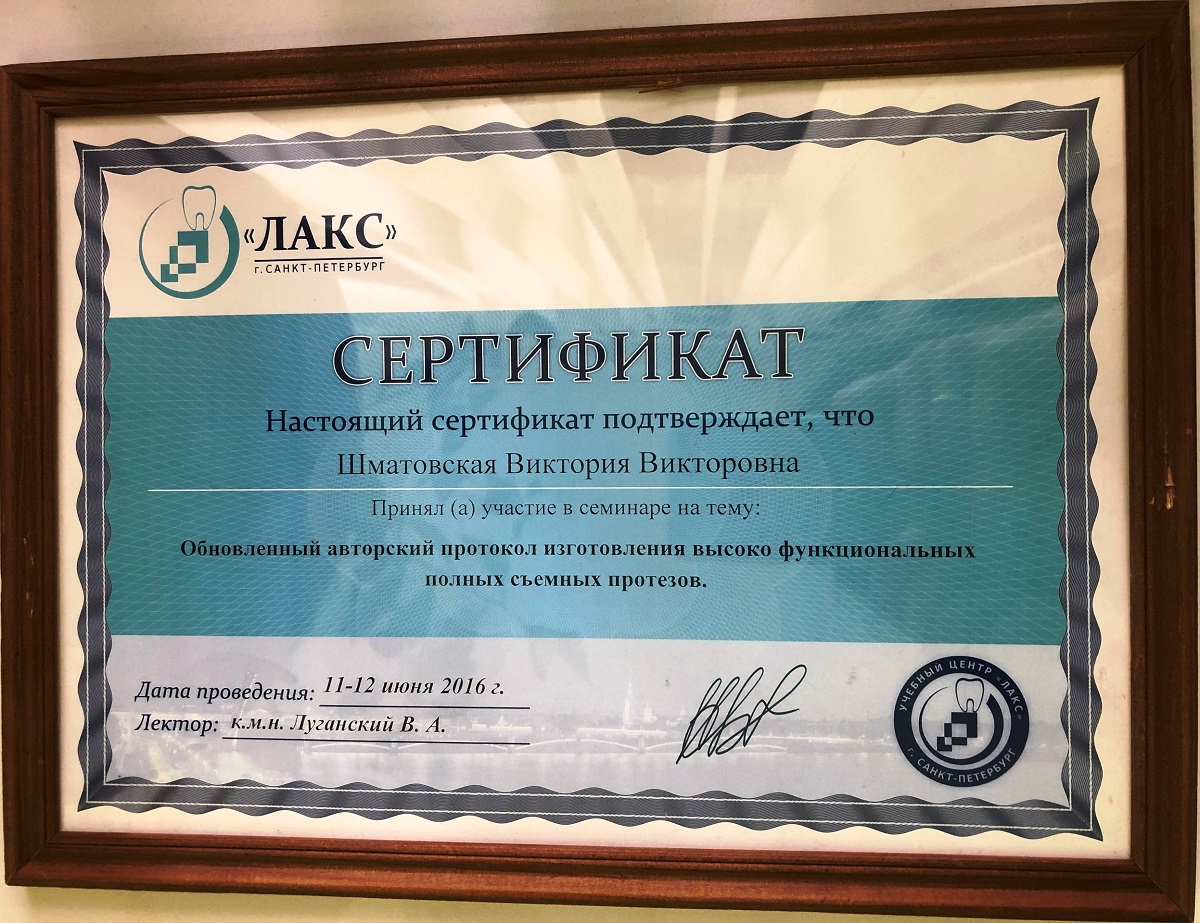 «ЛАКС»
г. САНКТ-ПЕТЕРБУРГ
СЕРТИФИКАТ
Настоящий сертификат подтверждает, что
Шматовская Виктория Викторовна
Принял (а) участие в семинаре на тему:
Обновленный авторский протокол изготовления высоко функциональных
полных съемных протезов.
Дата проведения: 11-12 июня 2016 г.
Лектор: к.м.н. Луганский В. А.
УЧЕБНЫЙ ЦЕНТР «ЛАКС»
г. САНКТ-ПЕТЕРБУРГ